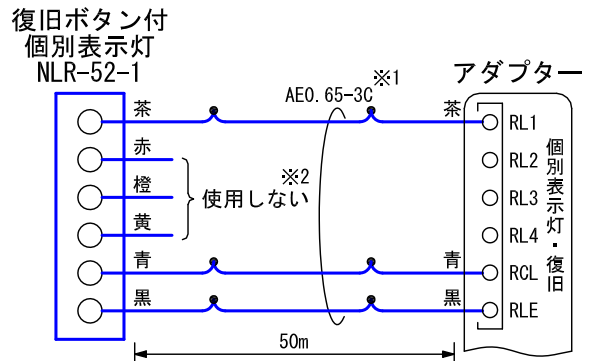 復旧ボタン付
個別表示灯
NLR-52-1
アダプター
AE0.65-3C ※1
茶
茶
RL1
赤
RL2
橙
※2
使用しない
RL3
黄
RL4
青
青
RCL
黒
黒
RLE
個別表示灯・復旧
50m